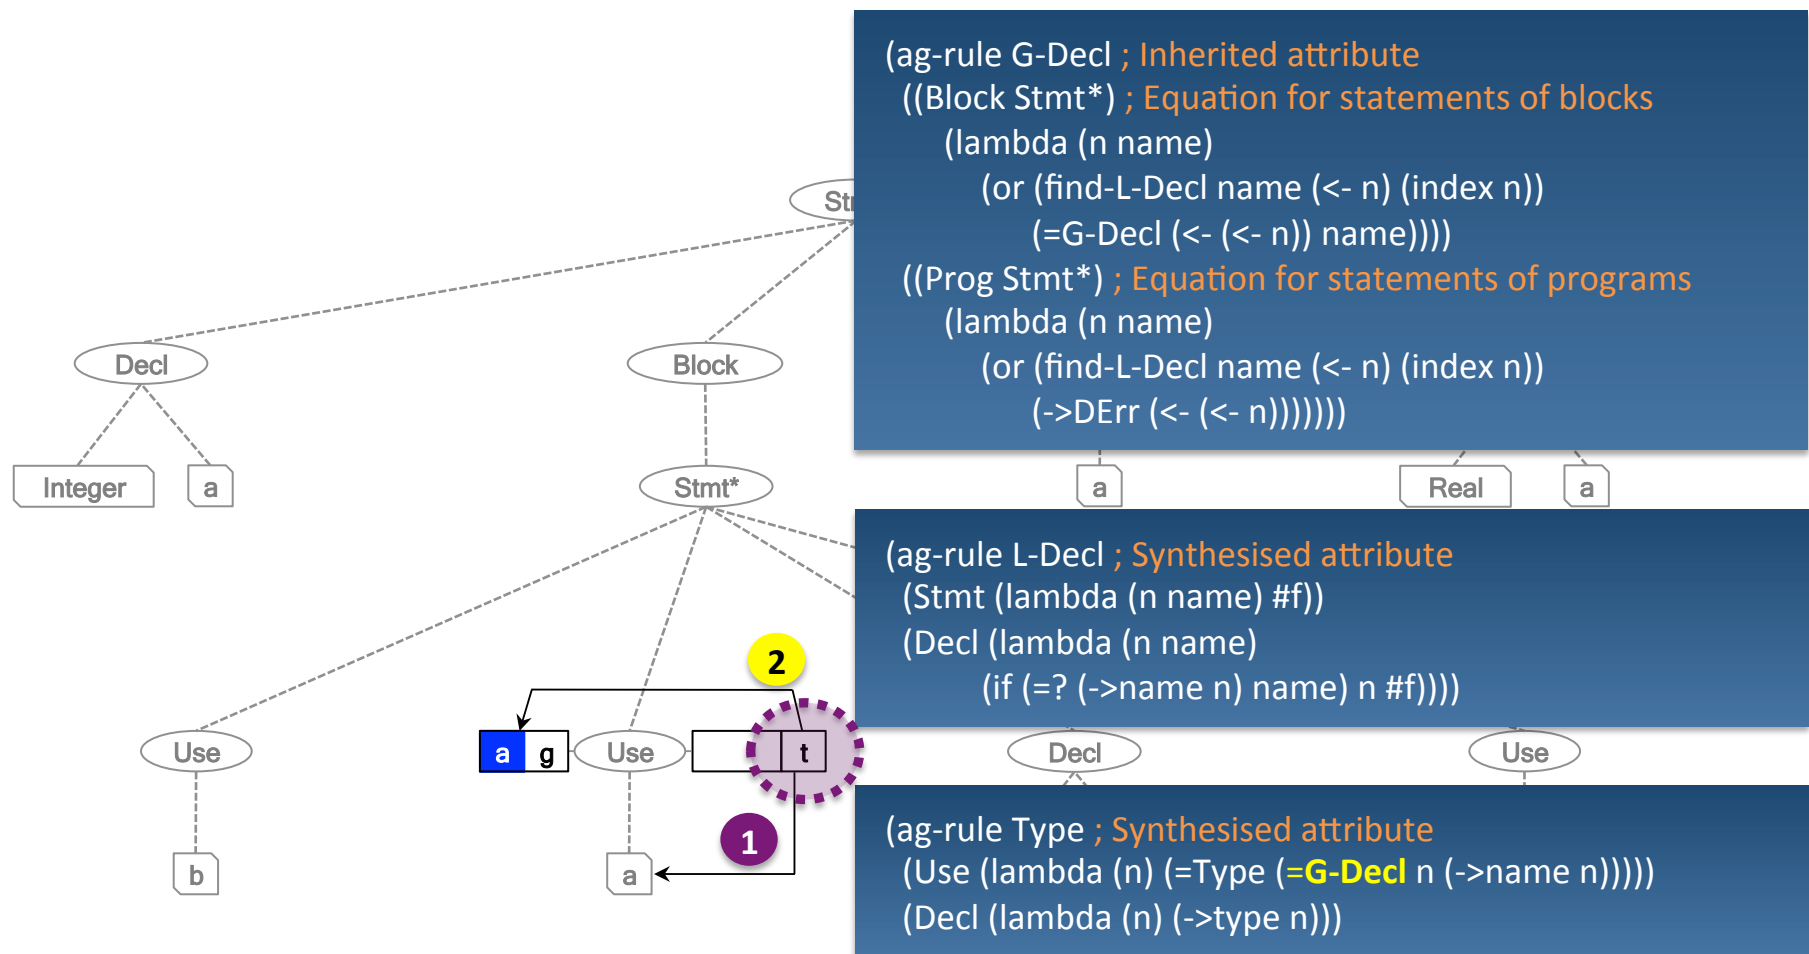 (ag-rule G-Decl ; Inherited attribute
((Block Stmt*) ; Equation for statements of blocks
(lambda (n name)
(or (find-L-Decl name (<- n) (index n))
(=G-Decl (<- (<- n)) name))))
((Prog Stmt*) ; Equation for statements of programs
(lambda (n name)
(or (find-L-Decl name (<- n) (index n))
(->DErr (<- (<- n)))))))
Decl
Block
Integer
a
Stmt*
a
Real
a
(ag-rule L-Decl ; Synthesised attribute
(Stmt (lambda (n name) #f))
(Decl (lambda (n name)
(if (=? (->name n) name) n #f))))
2
Use
a g
Use
t
Decl
Use
1
b
a
(ag-rule Type ; Synthesised attribute
(Use (lambda (n) (=Type (=G-Decl n (->name n)))))
(Decl (lambda (n) (->type n)))